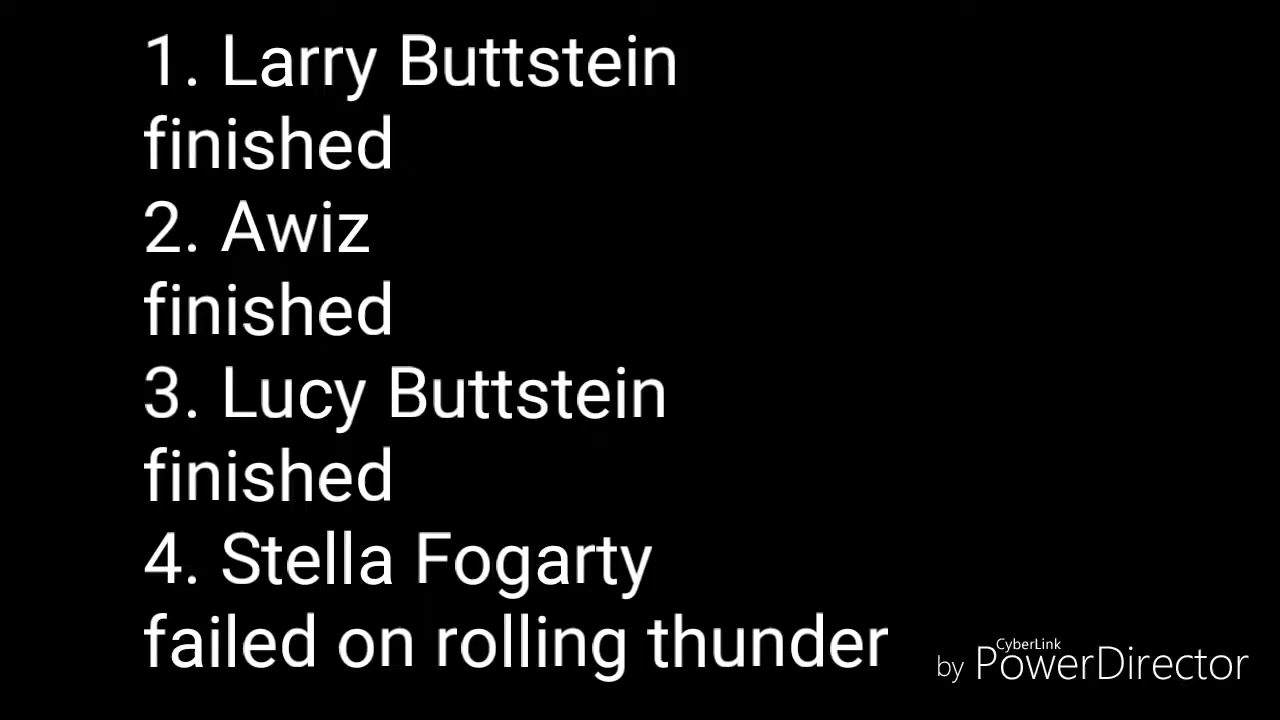 1. Larry Buttstein
finished
2. Awiz
finished
3. Lucy Buttstein
finished
4. Stella Fogarty
failed on rolling thunder
CyberLink
by PowerDirector